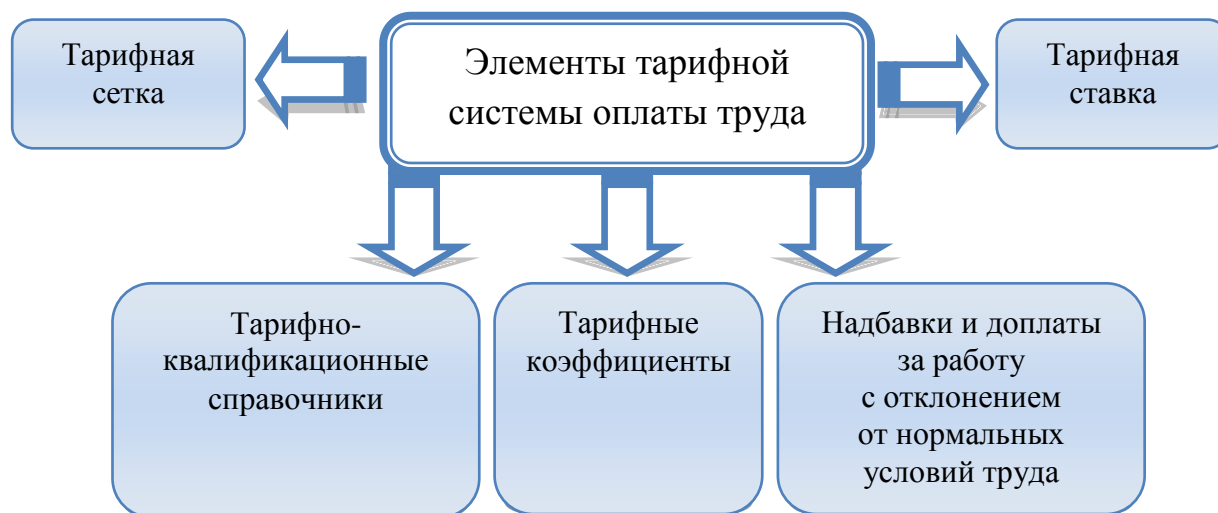 Элементы тарифной
системы оплаты труда
Тарифная
сетка
Тарифная
ставка
Тарифно-
квалификационные
справочники
Тарифные
коэффициенты
Надбавки и доплаты
за работу
с отклонением
от нормальных
условий труда